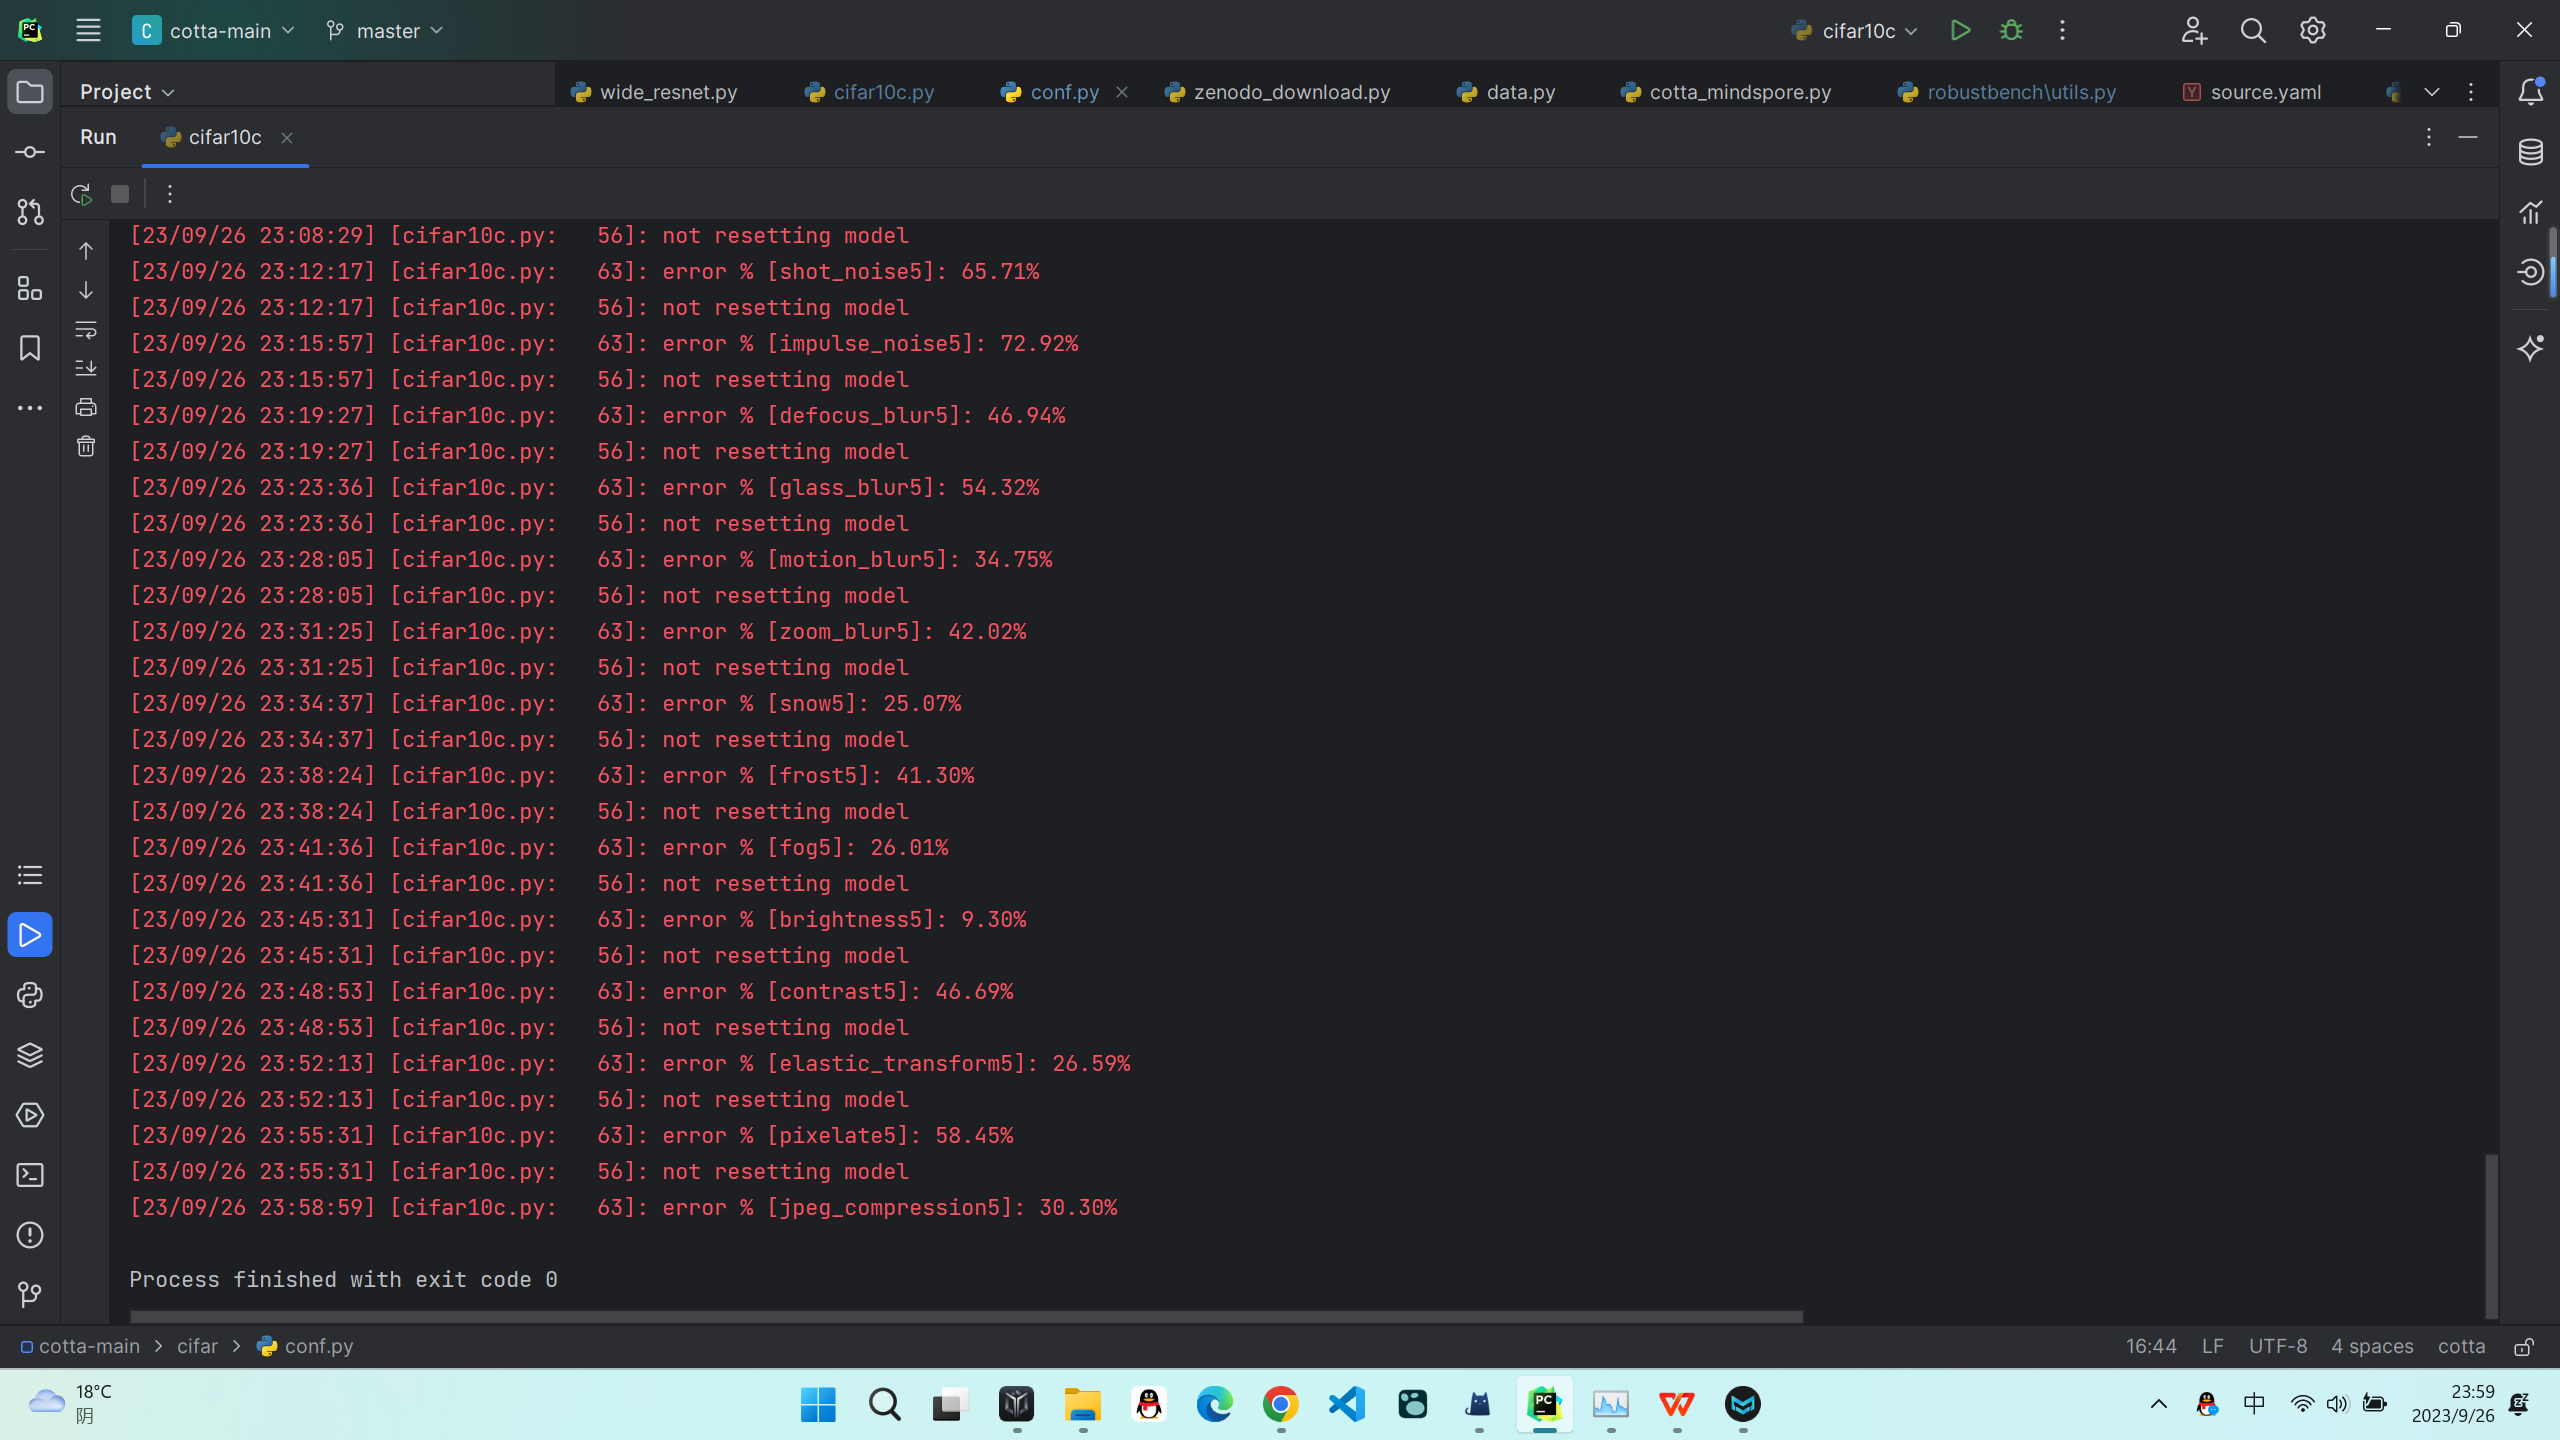 PC
C cotta-main master cifar10c
Project wide_resnet.py cifar10c.py conf.py zenodo_download.py data.py cotta_mindspore.py robustbench\utils.py Y source.yaml
Run cifar10c
[23/09/26 23:08:29] [cifar10c.py:   56]: not resetting model
[23/09/26 23:12:17] [cifar10c.py:   63]: error % [shot_noise5]: 65.71%
[23/09/26 23:12:17] [cifar10c.py:   56]: not resetting model
[23/09/26 23:15:57] [cifar10c.py:   63]: error % [impulse_noise5]: 72.92%
[23/09/26 23:15:57] [cifar10c.py:   56]: not resetting model
[23/09/26 23:19:27] [cifar10c.py:   63]: error % [defocus_blur5]: 46.94%
[23/09/26 23:19:27] [cifar10c.py:   56]: not resetting model
[23/09/26 23:23:36] [cifar10c.py:   63]: error % [glass_blur5]: 54.32%
[23/09/26 23:23:36] [cifar10c.py:   56]: not resetting model
[23/09/26 23:28:05] [cifar10c.py:   63]: error % [motion_blur5]: 34.75%
[23/09/26 23:28:05] [cifar10c.py:   56]: not resetting model
[23/09/26 23:31:25] [cifar10c.py:   63]: error % [zoom_blur5]: 42.02%
[23/09/26 23:31:25] [cifar10c.py:   56]: not resetting model
[23/09/26 23:34:37] [cifar10c.py:   63]: error % [snow5]: 25.07%
[23/09/26 23:34:37] [cifar10c.py:   56]: not resetting model
[23/09/26 23:38:24] [cifar10c.py:   63]: error % [frost5]: 41.30%
[23/09/26 23:38:24] [cifar10c.py:   56]: not resetting model
[23/09/26 23:41:36] [cifar10c.py:   63]: error % [fog5]: 26.01%
[23/09/26 23:41:36] [cifar10c.py:   56]: not resetting model
[23/09/26 23:45:31] [cifar10c.py:   63]: error % [brightness5]: 9.30%
[23/09/26 23:45:31] [cifar10c.py:   56]: not resetting model
[23/09/26 23:48:53] [cifar10c.py:   63]: error % [contrast5]: 46.69%
[23/09/26 23:48:53] [cifar10c.py:   56]: not resetting model
[23/09/26 23:52:13] [cifar10c.py:   63]: error % [elastic_transform5]: 26.59%
[23/09/26 23:52:13] [cifar10c.py:   56]: not resetting model
[23/09/26 23:55:31] [cifar10c.py:   63]: error % [pixelate5]: 58.45%
[23/09/26 23:55:31] [cifar10c.py:   56]: not resetting model
[23/09/26 23:58:59] [cifar10c.py:   63]: error % [jpeg_compression5]: 30.30%
Process finished with exit code 0
cotta-main > cifar > conf.py 16:44 LF UTF-8 4 spaces cotta
18°C
阴
PC
中
23:59
2023/9/26